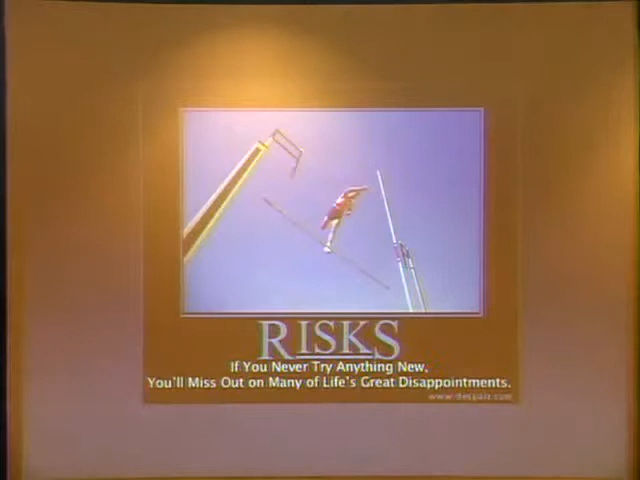 RISKS
If You Never Try Anything New,
You'll Miss Out on Many of Life's Great Disappointments.
www.despair.com